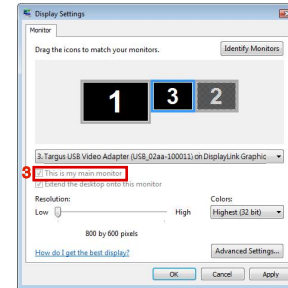 Display Settings
Monitor
Drag the icons to match your monitors.
Identify Monitors
1
3
2
3. Targus USB Video Adapter (USB_02aa-100011) on DisplayLink Graphic
3
This is my main monitor
Extend the desktop onto this monitor
Resolution:
Colors:
Low
High
Highest (32 bit)
800 by 600 pixels
How do I get the best display?
Advanced Settings...
OK
Cancel
Apply